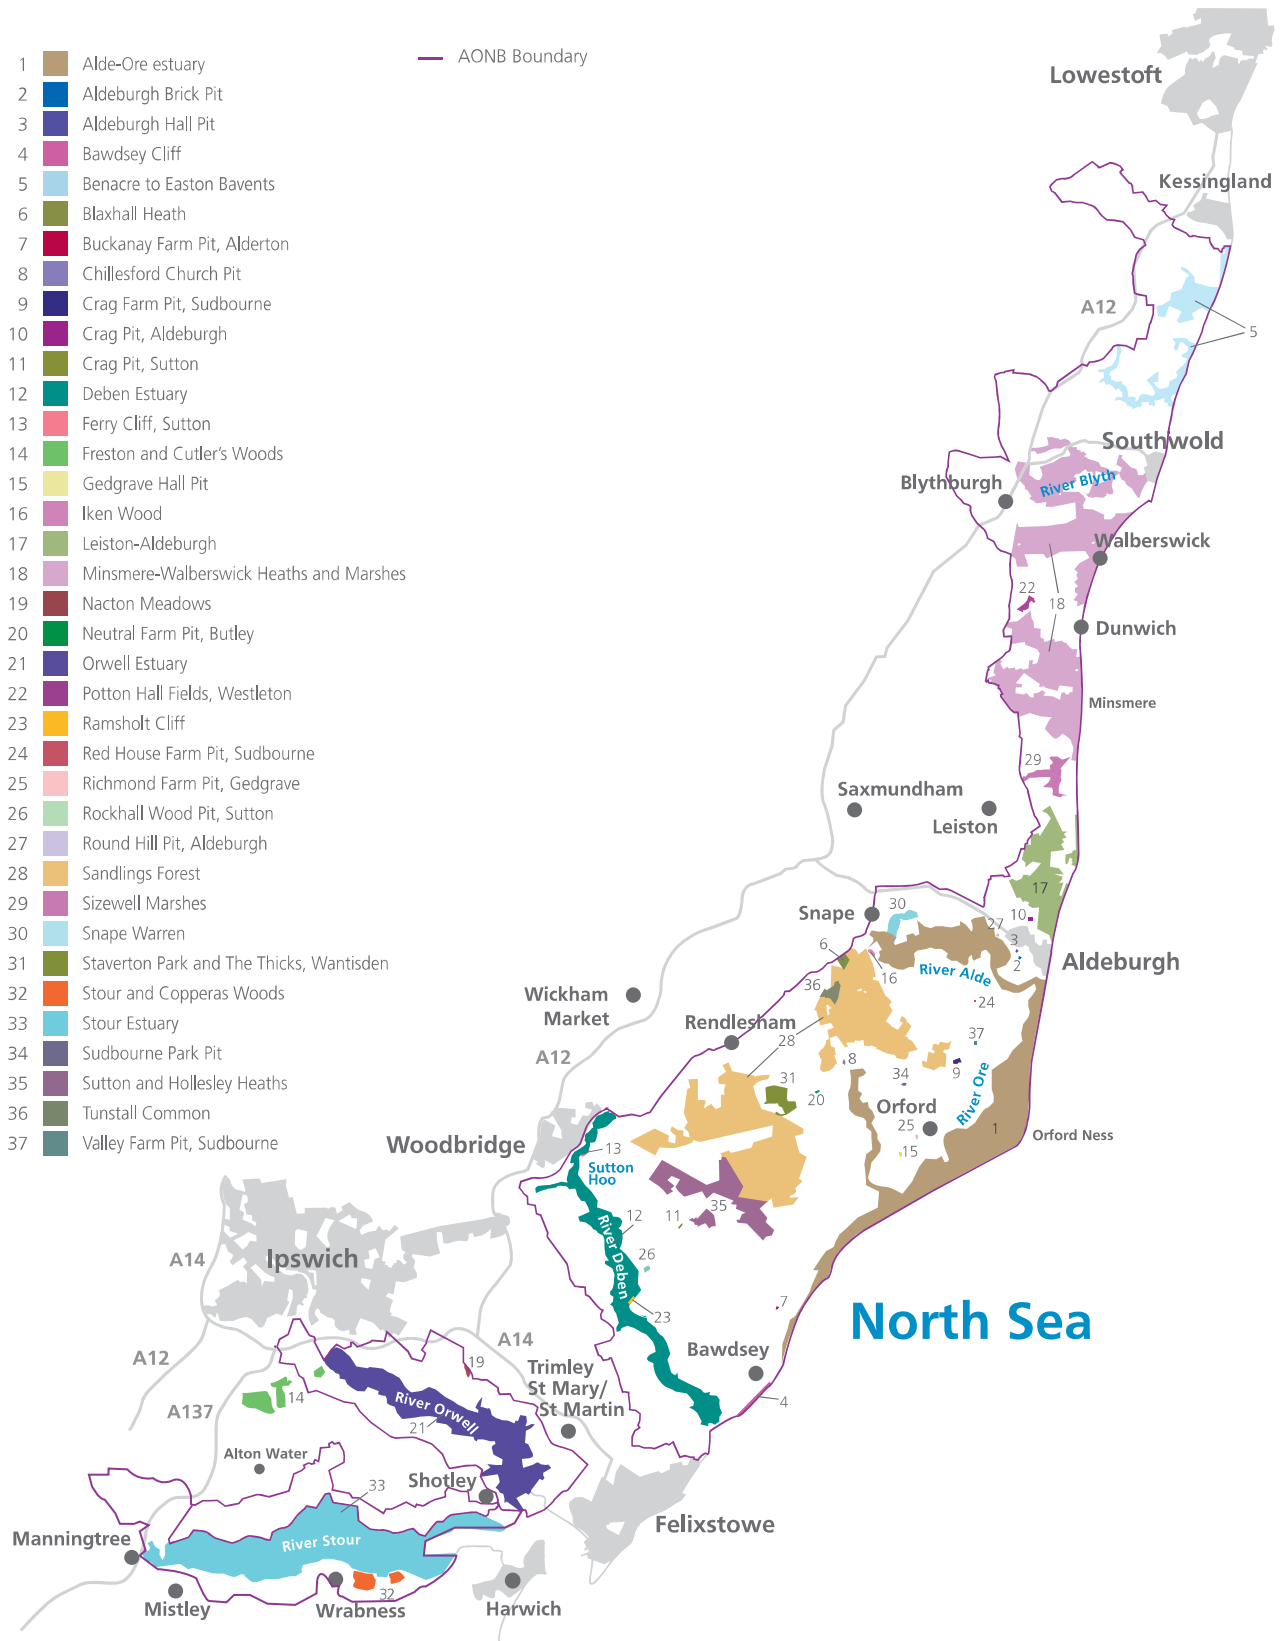 1 Alde-Ore estuary
2 Aldeburgh Brick Pit
3 Aldeburgh Hall Pit
4 Bawdsey Cliff
5 Benacre to Easton Bavents
6 Blaxhall Heath
7 Buckanay Farm Pit, Alderton
8 Chillesford Church Pit
9 Crag Farm Pit, Sudbourne
10 Crag Pit, Aldeburgh
11 Crag Pit, Sutton
12 Deben Estuary
13 Ferry Cliff, Sutton
14 Freston and Cutler's Woods
15 Gedgrave Hall Pit
16 Iken Wood
17 Leiston-Aldeburgh
18 Minsmere-Walberswick Heaths and Marshes
19 Nacton Meadows
20 Neutral Farm Pit, Butley
21 Orwell Estuary
22 Potton Hall Fields, Westleton
23 Ramsholt Cliff
24 Red House Farm Pit, Sudbourne
25 Richmond Farm Pit, Gedgrave
26 Rockhall Wood Pit, Sutton
27 Round Hill Pit, Aldeburgh
28 Sandlings Forest
29 Sizewell Marshes
30 Snape Warren
31 Staverton Park and The Thicks, Wantisden
32 Stour and Copperas Woods
33 Stour Estuary
34 Sudbourne Park Pit
35 Sutton and Hollesley Heaths
36 Tunstall Common
37 Valley Farm Pit, Sudbourne
AONB Boundary
Lowestoft
Kessingland
A12
5
Southwold
Blythburgh
River Blyth
Walberswick
22
18
Dunwich
Minsmere
29
Saxmundham
Leiston
17
Snape
30
10
27
3
2
Aldeburgh
6
16
River Alde
36
24
Wickham
Market
Rendlesham
28
37
A12
8
9
31
20
34
River Ore
Orford
25
15
1
Orford Ness
Woodbridge
13
Sutton
Hoo
35
12
11
River Deben
26
23
7
North Sea
Ipswich
A14
A14
A12
A137
Bawdsey
4
19
Trimley
St Mary/
St Martin
14
River Orwell
21
Alton Water
Shotley
33
Felixstowe
Manningtree
River Stour
32
Mistley
Wrabness
Harwich